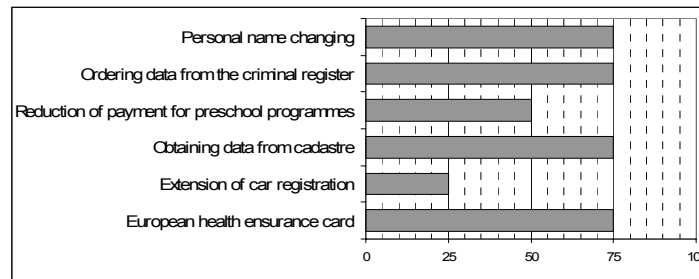 Personal name changing
Ordering data from the criminal register
Reduction of payment for preschool programmes
Obtaining data from cadastre
Extension of car registration
European health ensurance card
0 25 50 75 10